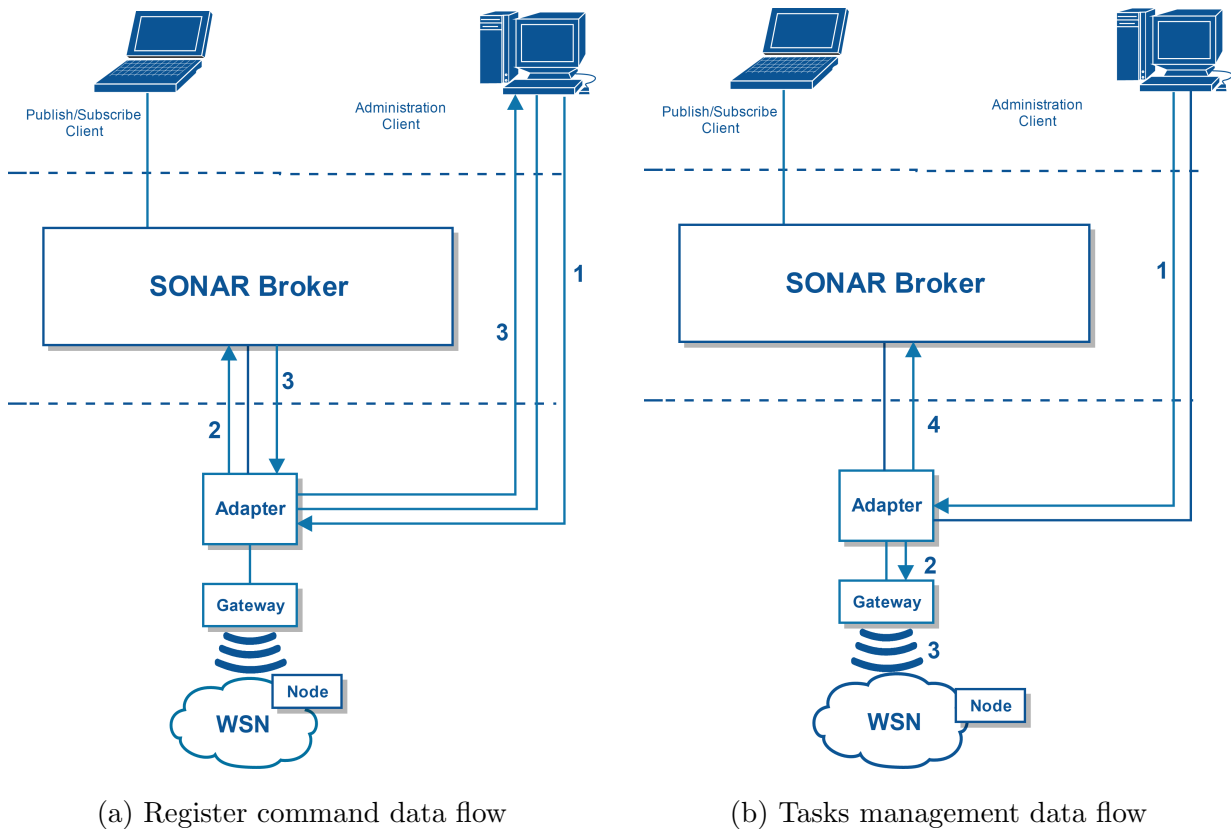 Publish/Subscribe
Client
Administration
Client
SONAR Broker
1
3
3
2
Adapter
Gateway
Node
WSN
(a) Register command data flow
Publish/Subscribe
Client
Administration
Client
SONAR Broker
1
4
Adapter
2
Gateway
3
Node
WSN
(b) Tasks management data flow